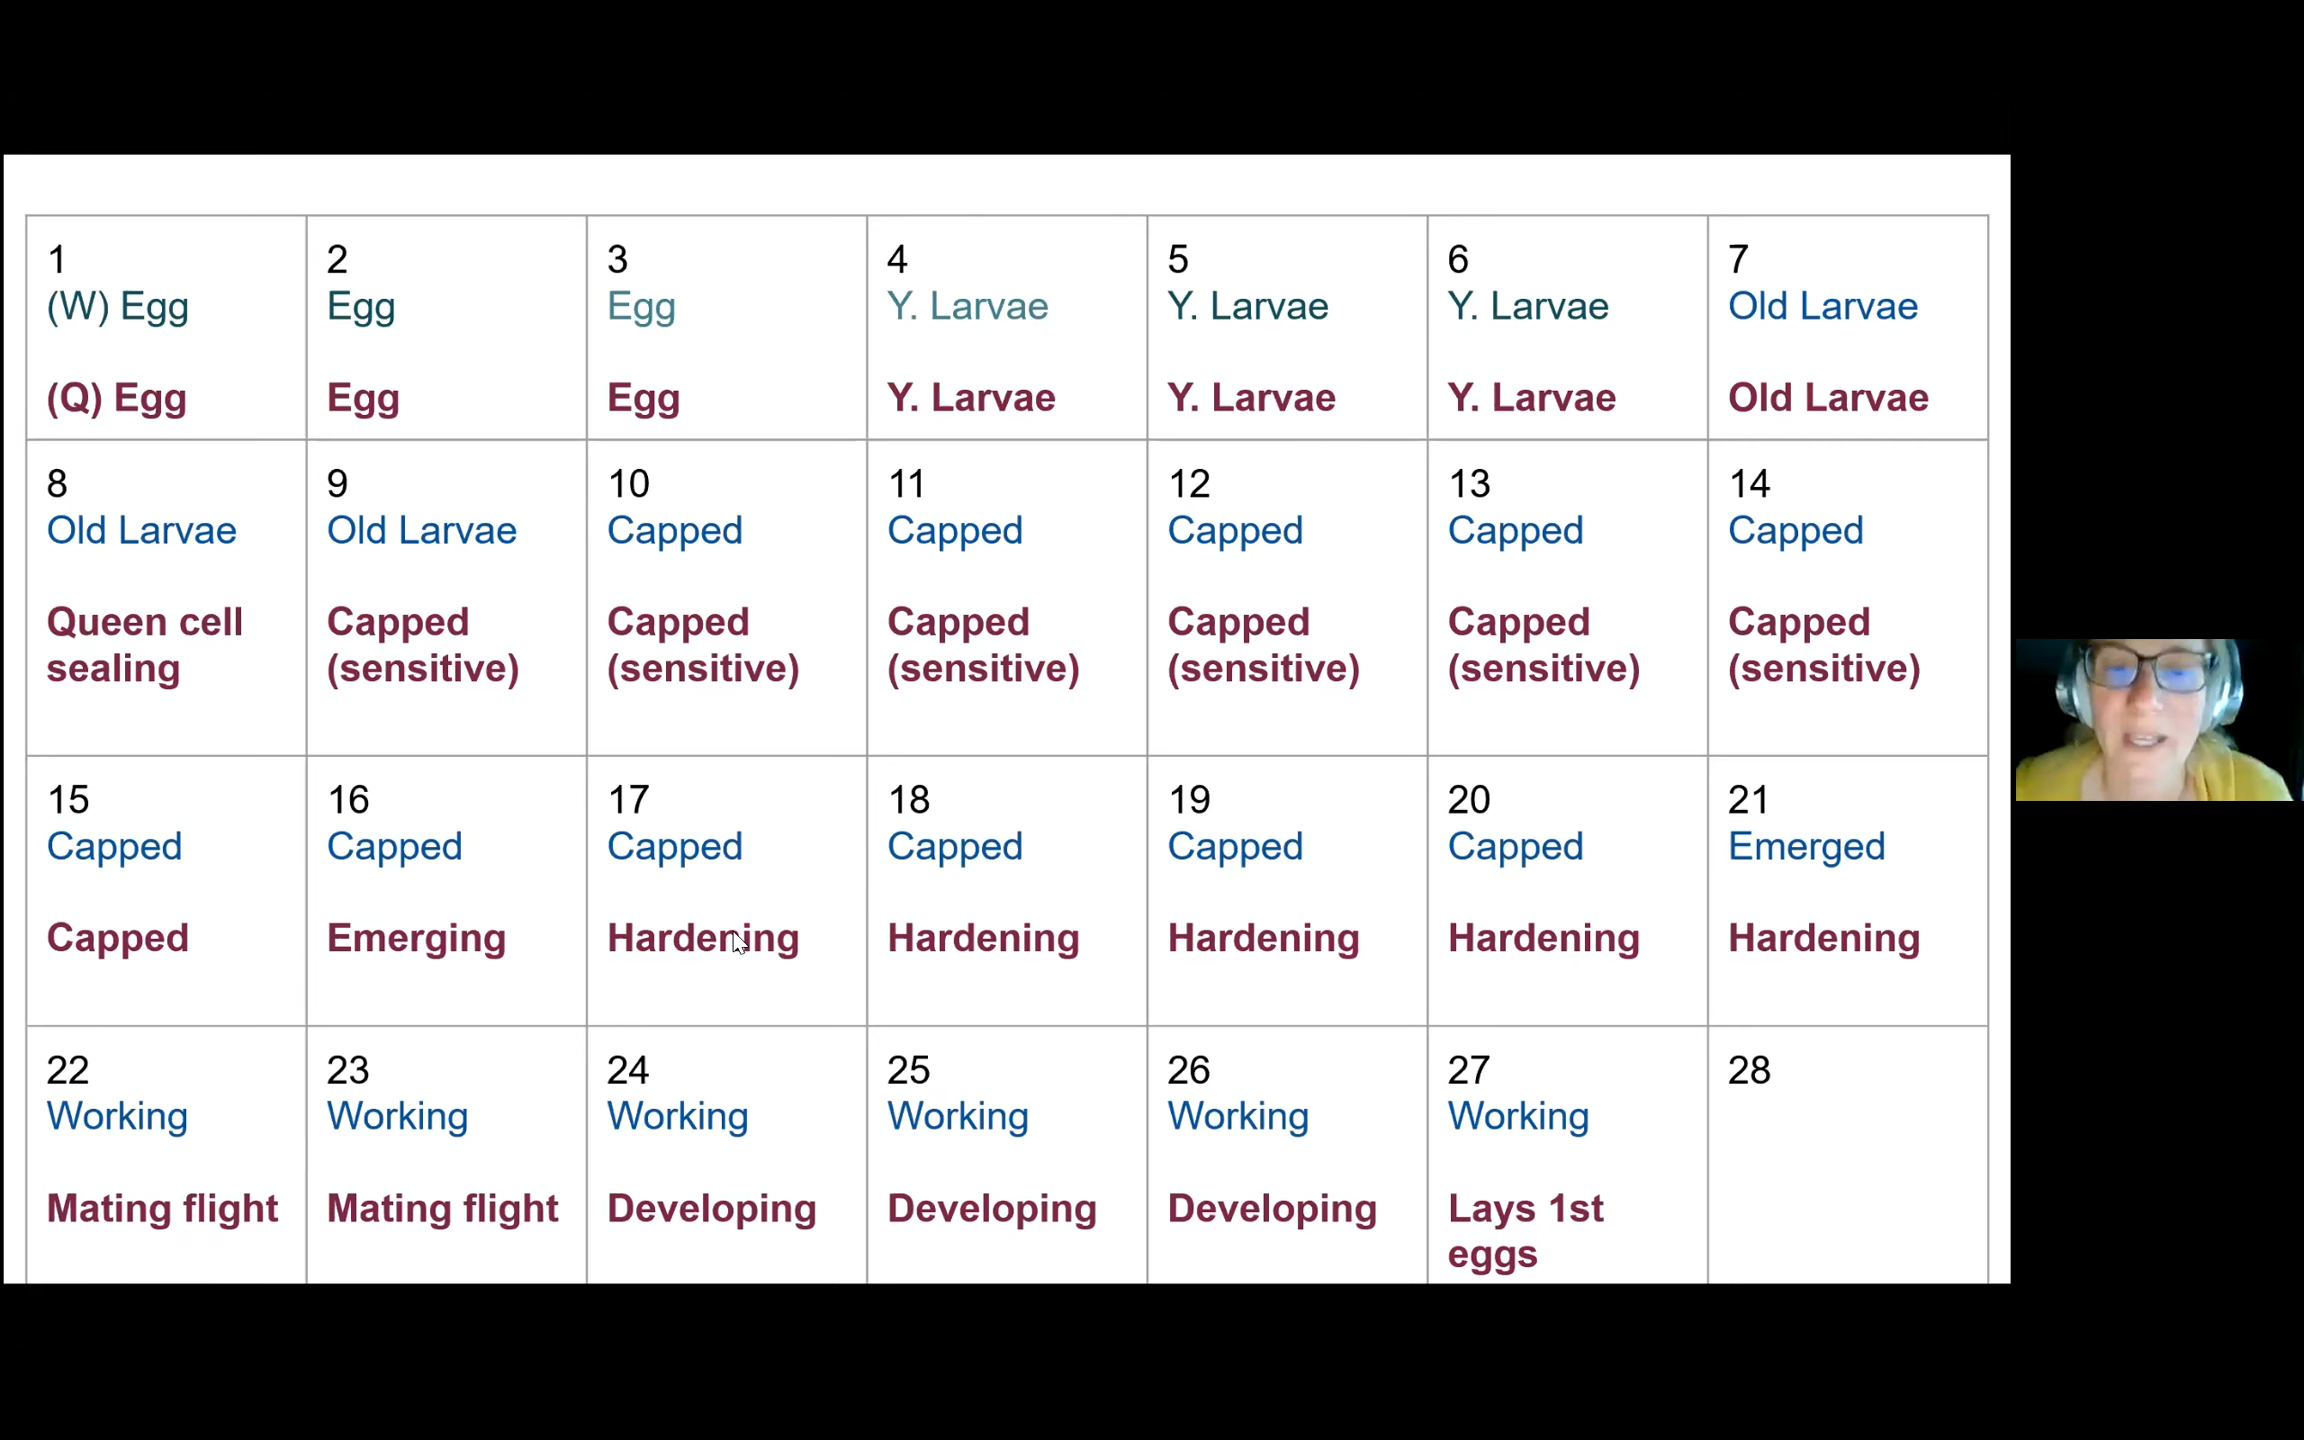 1
(W) Egg
(Q) Egg
2
Egg
Egg
3
Egg
Egg
4
Y. Larvae
Y. Larvae
5
Y. Larvae
Y. Larvae
6
Y. Larvae
Y. Larvae
7
Old Larvae
Old Larvae
8
Old Larvae
Queen cell
sealing
9
Old Larvae
Capped
(sensitive)
10
Capped
Capped
(sensitive)
11
Capped
Capped
(sensitive)
12
Capped
Capped
(sensitive)
13
Capped
Capped
(sensitive)
14
Capped
Capped
(sensitive)
15
Capped
Capped
16
Capped
Emerging
17
Capped
Hardening
18
Capped
Hardening
19
Capped
Hardening
20
Capped
Hardening
21
Emerged
Hardening
22
Working
Mating flight
23
Working
Mating flight
24
Working
Developing
25
Working
Developing
26
Working
Developing
27
Working
Lays 1st
eggs
28